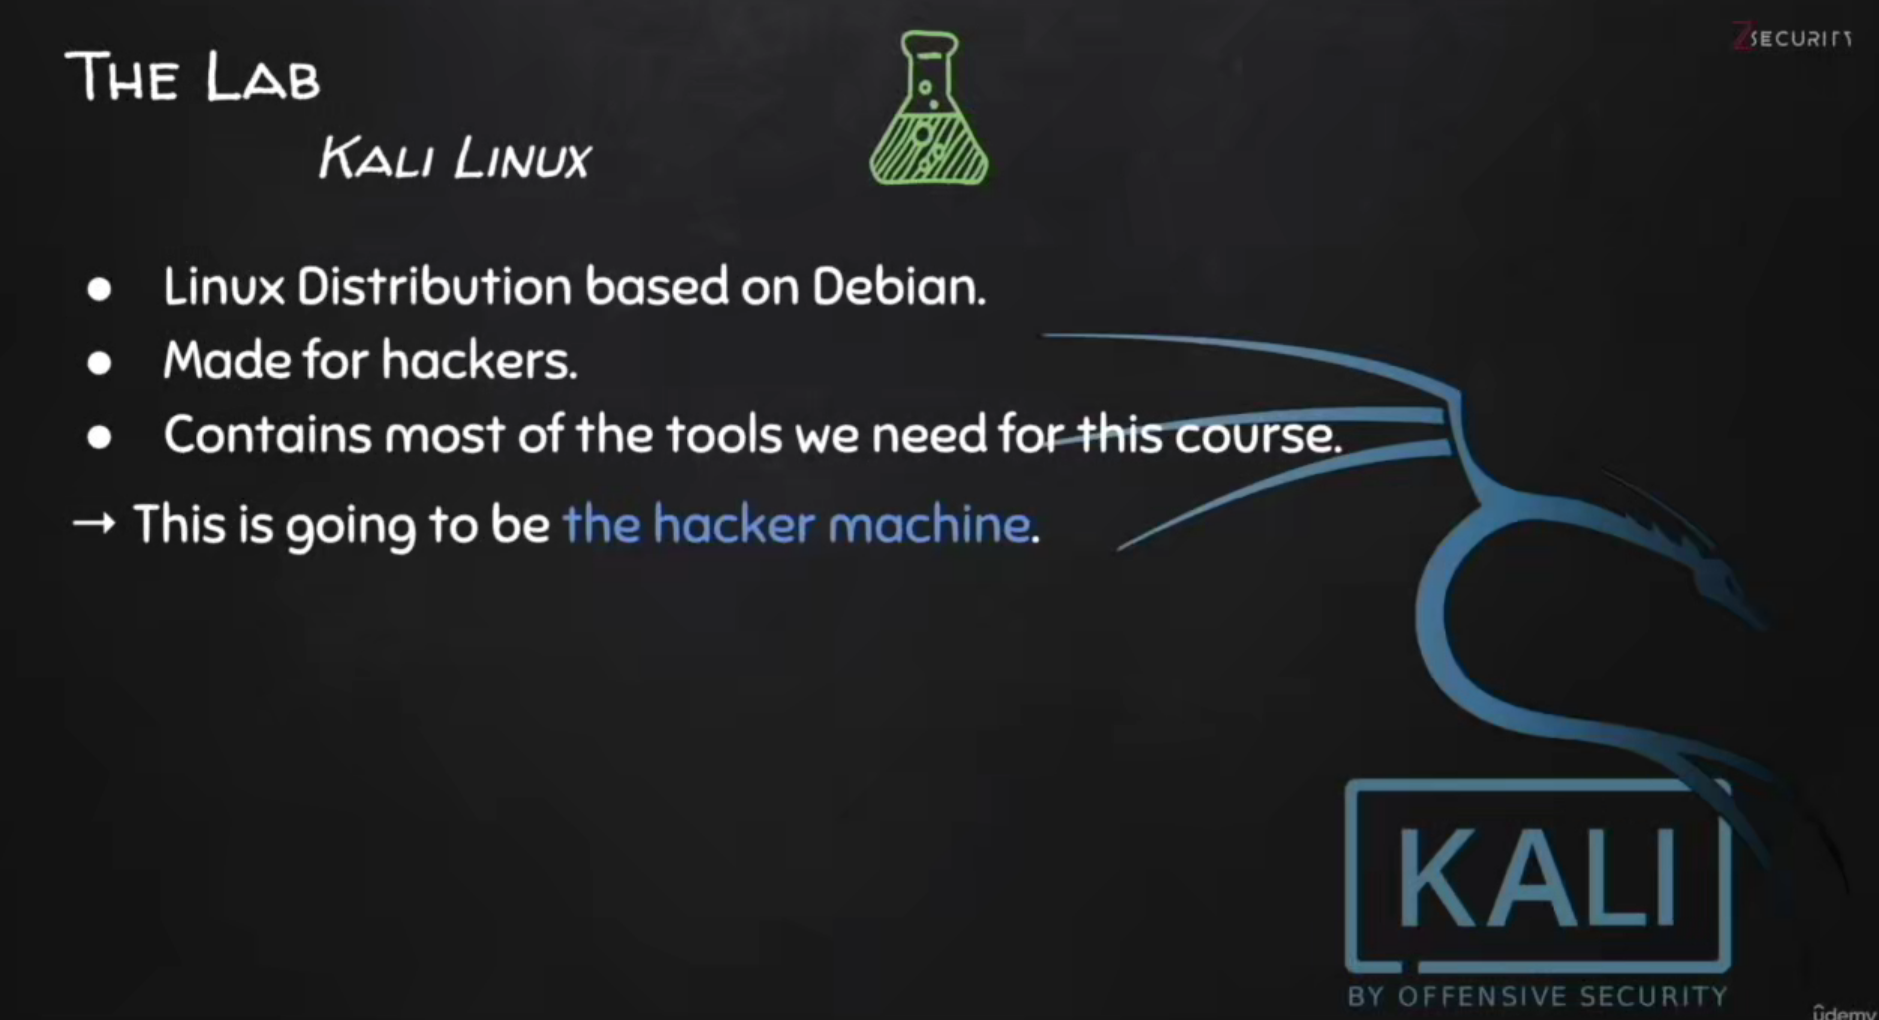 THE LAB
ZSECURITY
KALI LINUX
● Linux Distribution based on Debian.
● Made for hackers.
● Contains most of the tools we need for this course.
→ This is going to be the hacker machine.
KALI
BY OFFENSIVE SECURITY
ûdemy